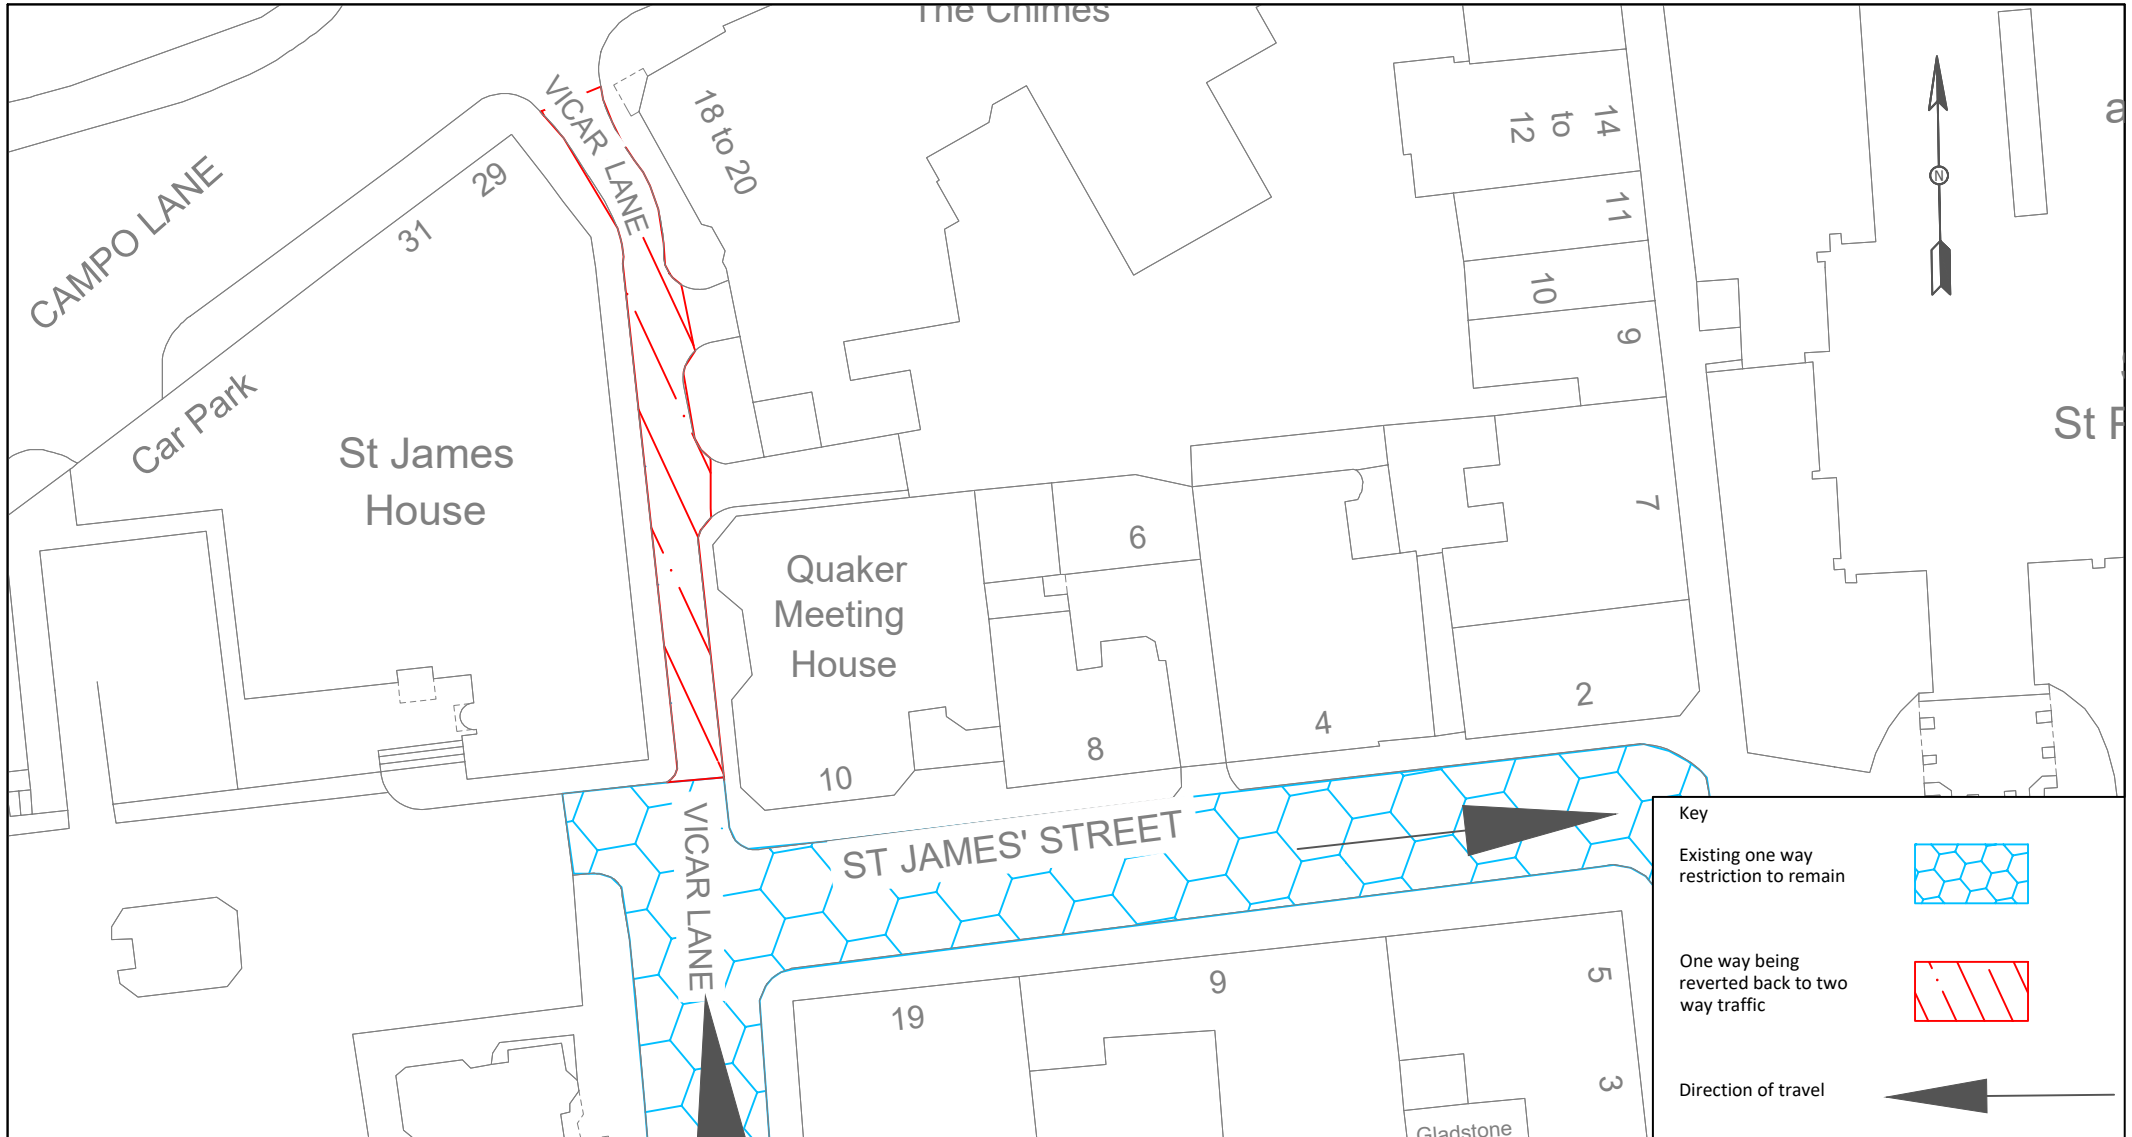 The Chimes
VICAR LANE
18 to 20
14
to
12
N
CAMPO LANE
29
31
11
10
9
Car Park
St James
House
7
6
Quaker
Meeting
House
2
4
8
10
VICAR LANE
ST JAMES' STREET
9
19
5
3
Gladstone
St
Key
Existing one way
restriction to remain
One way being
reverted back to two
way traffic
Direction of travel